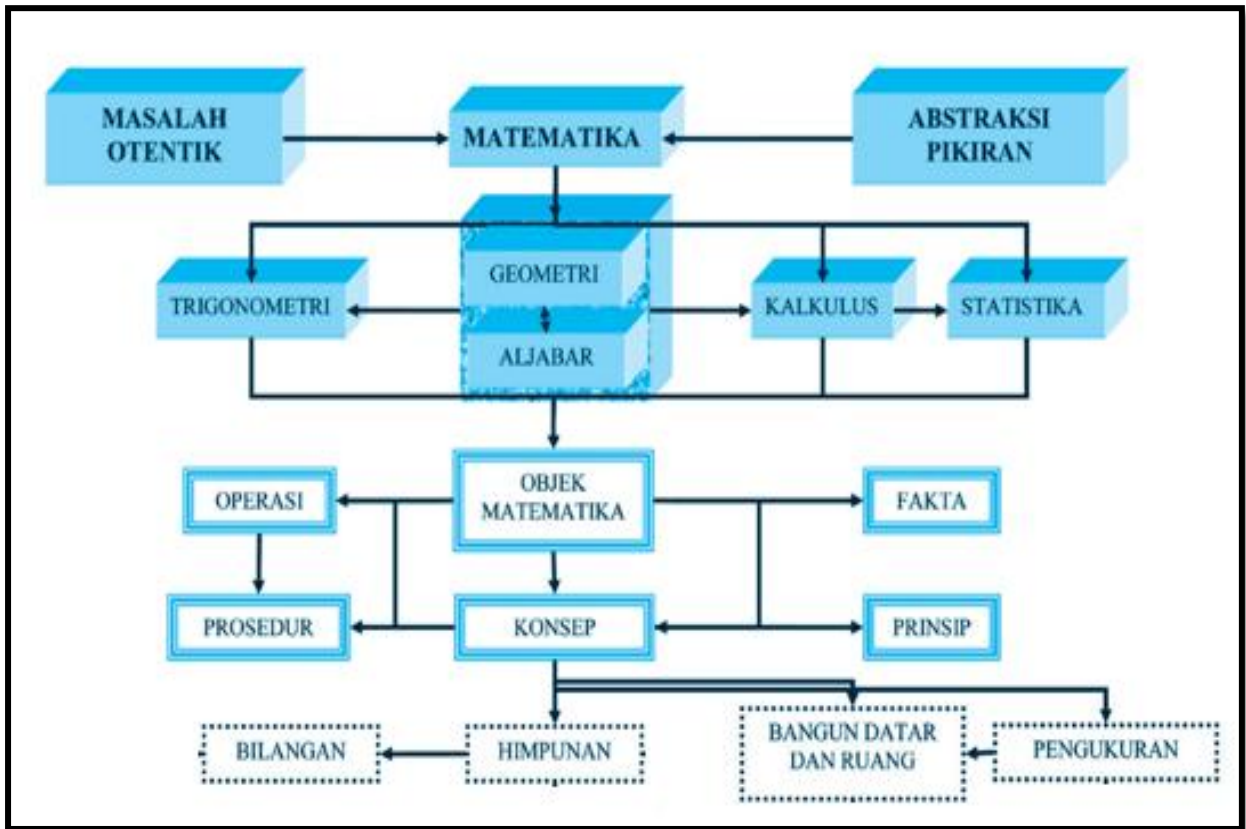 MASALAH
OTENTIK
MATEMATIKA
ABSTRAKSI
PIKIRAN
TRIGONOMETRI
GEOMETRI
ALJABAR
KALKULUS
STATISTIKA
OPERASI
OBJEK
MATEMATIKA
FAKTA
PROSEDUR
KONSEP
PRINSIP
BILANGAN
HIMPUNAN
BANGUN DATAR
DAN RUANG
PENGUKURAN